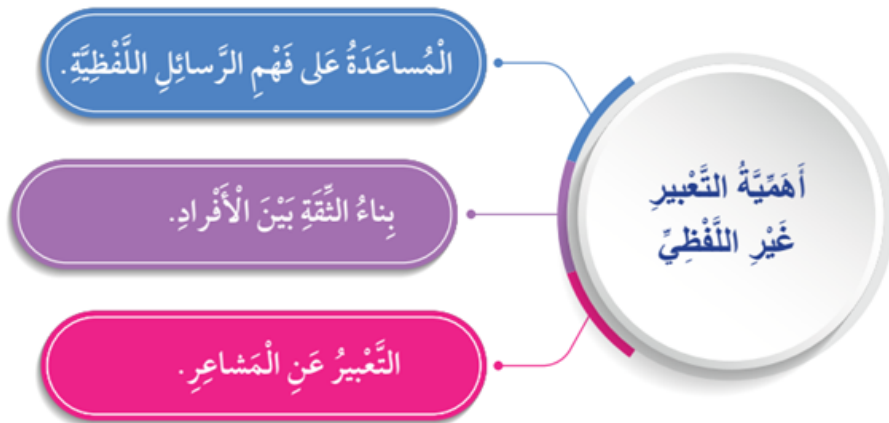 أَهَمِّيَّةُ التَّعْبيرِ
غَيْرِ اللَّفْظِيِّ
الْمُساعَدَةُ عَلى فَهْمِ الرَّسائِلِ اللَّفْظِيَّةِ.
بِناءُ الثِّقَةِ بَيْنَ الْأَفْرادِ.
التَّعْبيرُ عَنِ الْمَشاعِرِ.